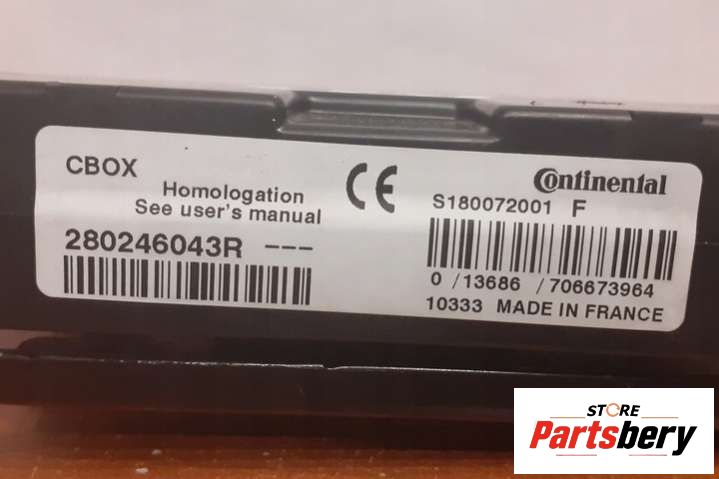 CBOX
Homologation
See user's manual
280246043R ---
CE
Continental
S180072001 F
0 /13686 /706673964
10333 MADE IN FRANCE
STORE
Partsbery